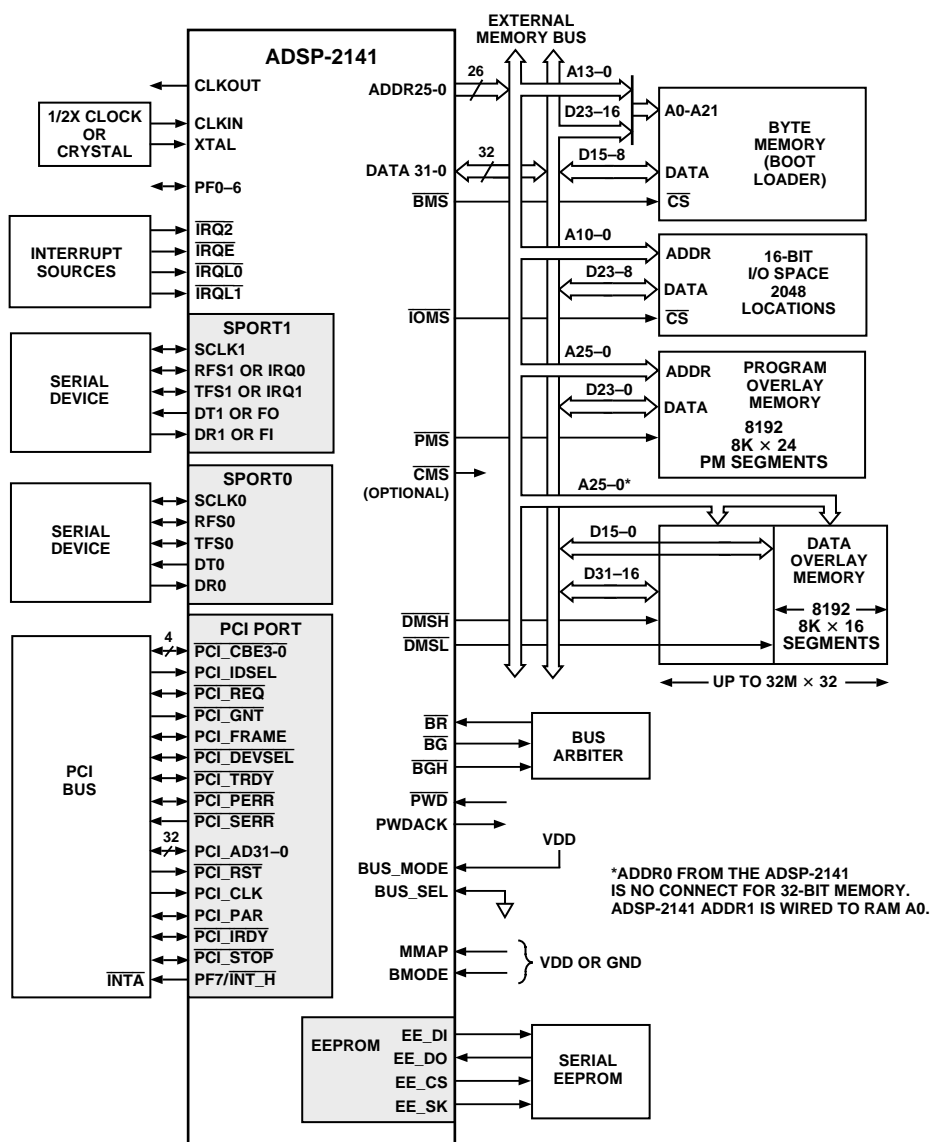 EXTERNAL
MEMORY BUS
ADSP-2141
CLKOUT
1/2X CLOCK
OR
CRYSTAL
CLKIN
XTAL
PF0–6
INTERRUPT
SOURCES
IRQ2
IRQE
IRQL0
IRQL1
SPORT1
SERIAL
DEVICE
SCLK1
RFS1 OR IRQ0
TFS1 OR IRQ1
DT1 OR FO
DR1 OR FI
SPORT0
SERIAL
DEVICE
SCLK0
RFS0
TFS0
DT0
DR0
PCI PORT
PCI
BUS
4
PCI_CBE3-0
PCI_IDSEL
PCI_REQ
PCI_GNT
PCI_FRAME
PCI_DEVSEL
PCI_TRDY
PCI_PERR
PCI_SERR
32
PCI_AD31–0
PCI_RST
PCI_CLK
PCI_PAR
PCI_IRDY
PCI_STOP
INTA
PF7/INT_H
ADDR25-0
26
DATA 31-0
32
BMS
IOMS
PMS
CMS
(OPTIONAL)
DMSH
DMSL
BR
BG
BGH
BUS
ARBITER
PWD
PWDACK
VDD
BUS_MODE
BUS_SEL
MMAP
BMODE
VDD OR GND
EEPROM
EE_DI
EE_DO
EE_CS
EE_SK
SERIAL
EEPROM
A13–0
D23–16
D15–8
A0-A21
DATA
CS
BYTE
MEMORY
(BOOT
LOADER)
A10–0
D23–8
ADDR
DATA
CS
16-BIT
I/O SPACE
2048
LOCATIONS
A25–0
D23–0
ADDR
DATA
PROGRAM
OVERLAY
MEMORY
8192
8K × 24
PM SEGMENTS
A25–0*
D15–0
D31–16
DATA
OVERLAY
MEMORY
8192
8K × 16
SEGMENTS
UP TO 32M × 32
*ADDR0 FROM THE ADSP-2141
IS NO CONNECT FOR 32-BIT MEMORY.
ADSP-2141 ADDR1 IS WIRED TO RAM A0.